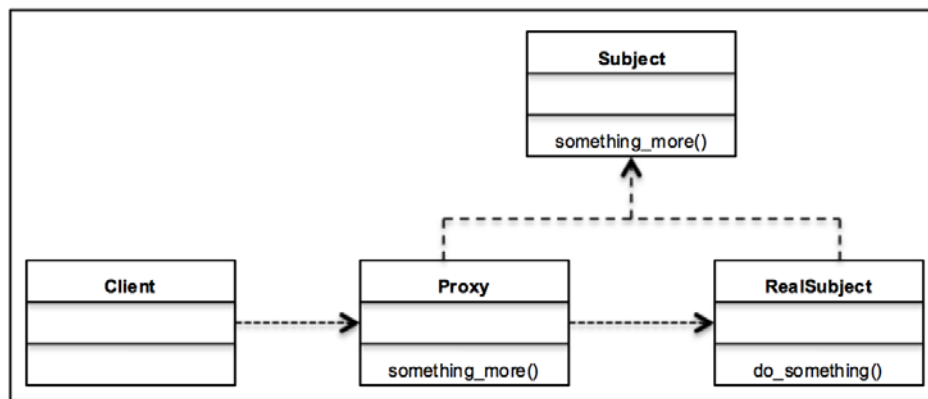 Subject
something_more()
Client
Proxy
RealSubject
something_more()
do_something()